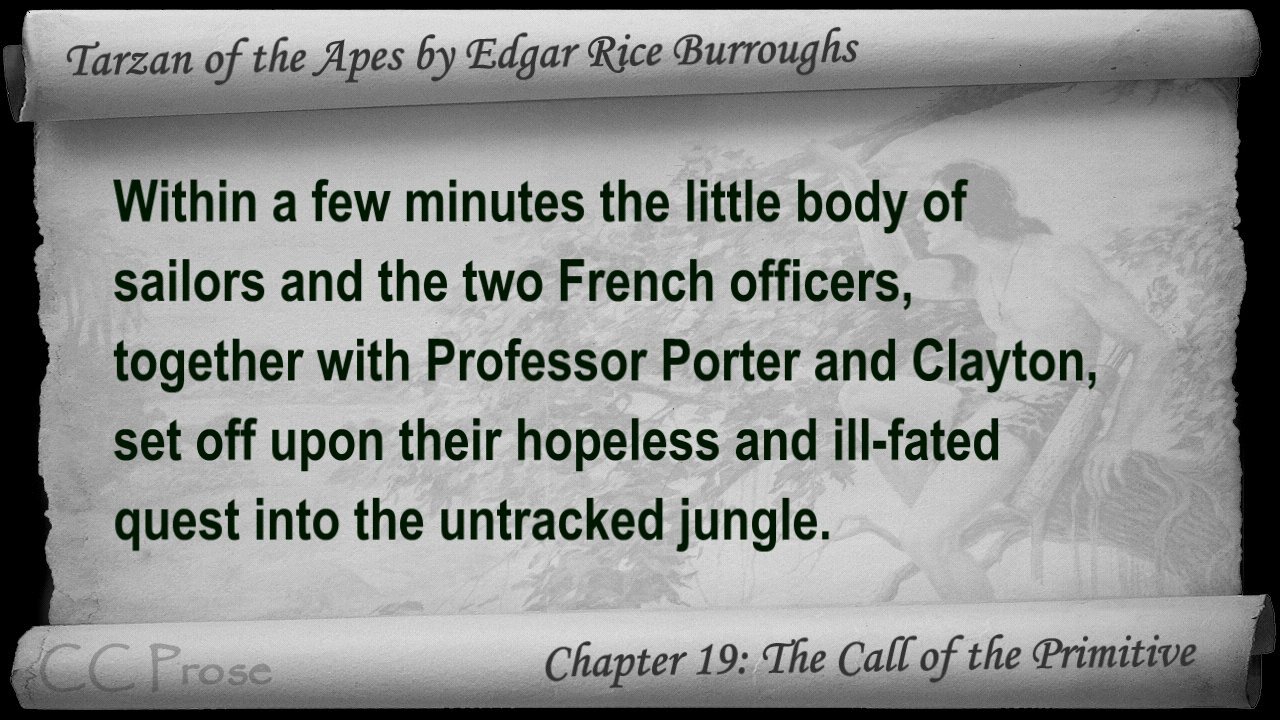 Tarzan of the Apes by Edgar Rice Burroughs
Within a few minutes the little body of
sailors and the two French officers,
together with Professor Porter and Clayton,
set off upon their hopeless and ill-fated
quest into the untracked jungle.
CC Prose
Chapter 19: The Call of the Primitive